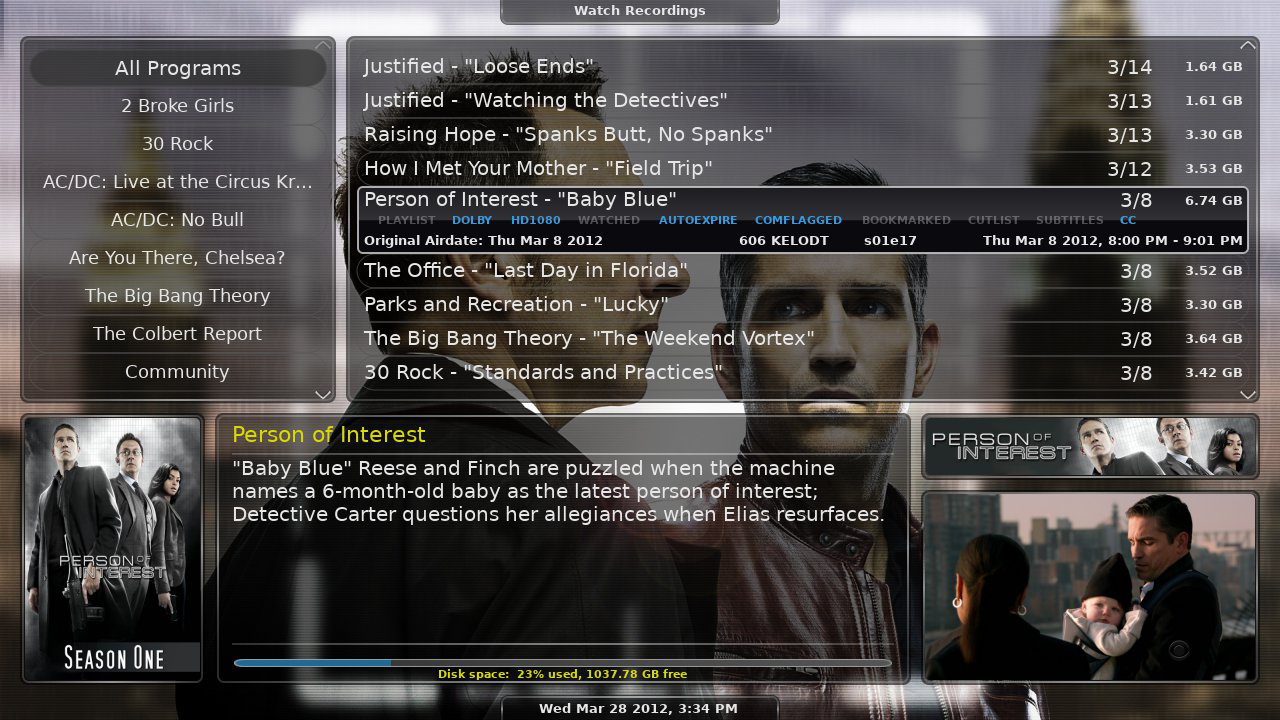 Watch Recordings
All Programs
2 Broke Girls
30 Rock
AC/DC: Live at the Circus Kr...
AC/DC: No Bull
Are You There, Chelsea?
The Big Bang Theory
The Colbert Report
Community
Justified - "Loose Ends" 3/14 1.64 GB
Justified - "Watching the Detectives" 3/13 1.61 GB
Raising Hope - "Spanks Butt, No Spanks" 3/13 3.30 GB
How I Met Your Mother - "Field Trip" 3/12 3.53 GB
Person of Interest - "Baby Blue" 3/8 6.74 GB
PLAYLIST DOLBY HD1080 WATCHED AUTOEXPIRE COMFLAGGED BOOKMARKED CUTLIST SUBTITLES CC
Original Airdate: Thu Mar 8 2012 606 KELODT s01e17 Thu Mar 8 2012, 8:00 PM - 9:01 PM
The Office - "Last Day in Florida" 3/8 3.52 GB
Parks and Recreation - "Lucky" 3/8 3.30 GB
The Big Bang Theory - "The Weekend Vortex" 3/8 3.64 GB
30 Rock - "Standards and Practices" 3/8 3.42 GB
PERSON OF
INTEREST
SEASON ONE
Person of Interest
"Baby Blue" Reese and Finch are puzzled when the machine
names a 6-month-old baby as the latest person of interest;
Detective Carter questions her allegiances when Elias resurfaces.
Disk space: 23% used, 1037.78 GB free
PERSON OF
INTEREST
Wed Mar 28 2012, 3:34 PM